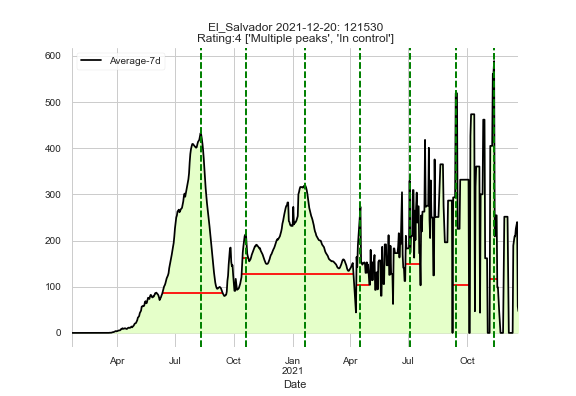 El_Salvador 2021-12-20: 121530
Rating:4 ['Multiple peaks', 'In control']
Average-7d
600
500
400
300
200
100
0
Apr Jul Oct Jan Apr Jul Oct
2021
Date